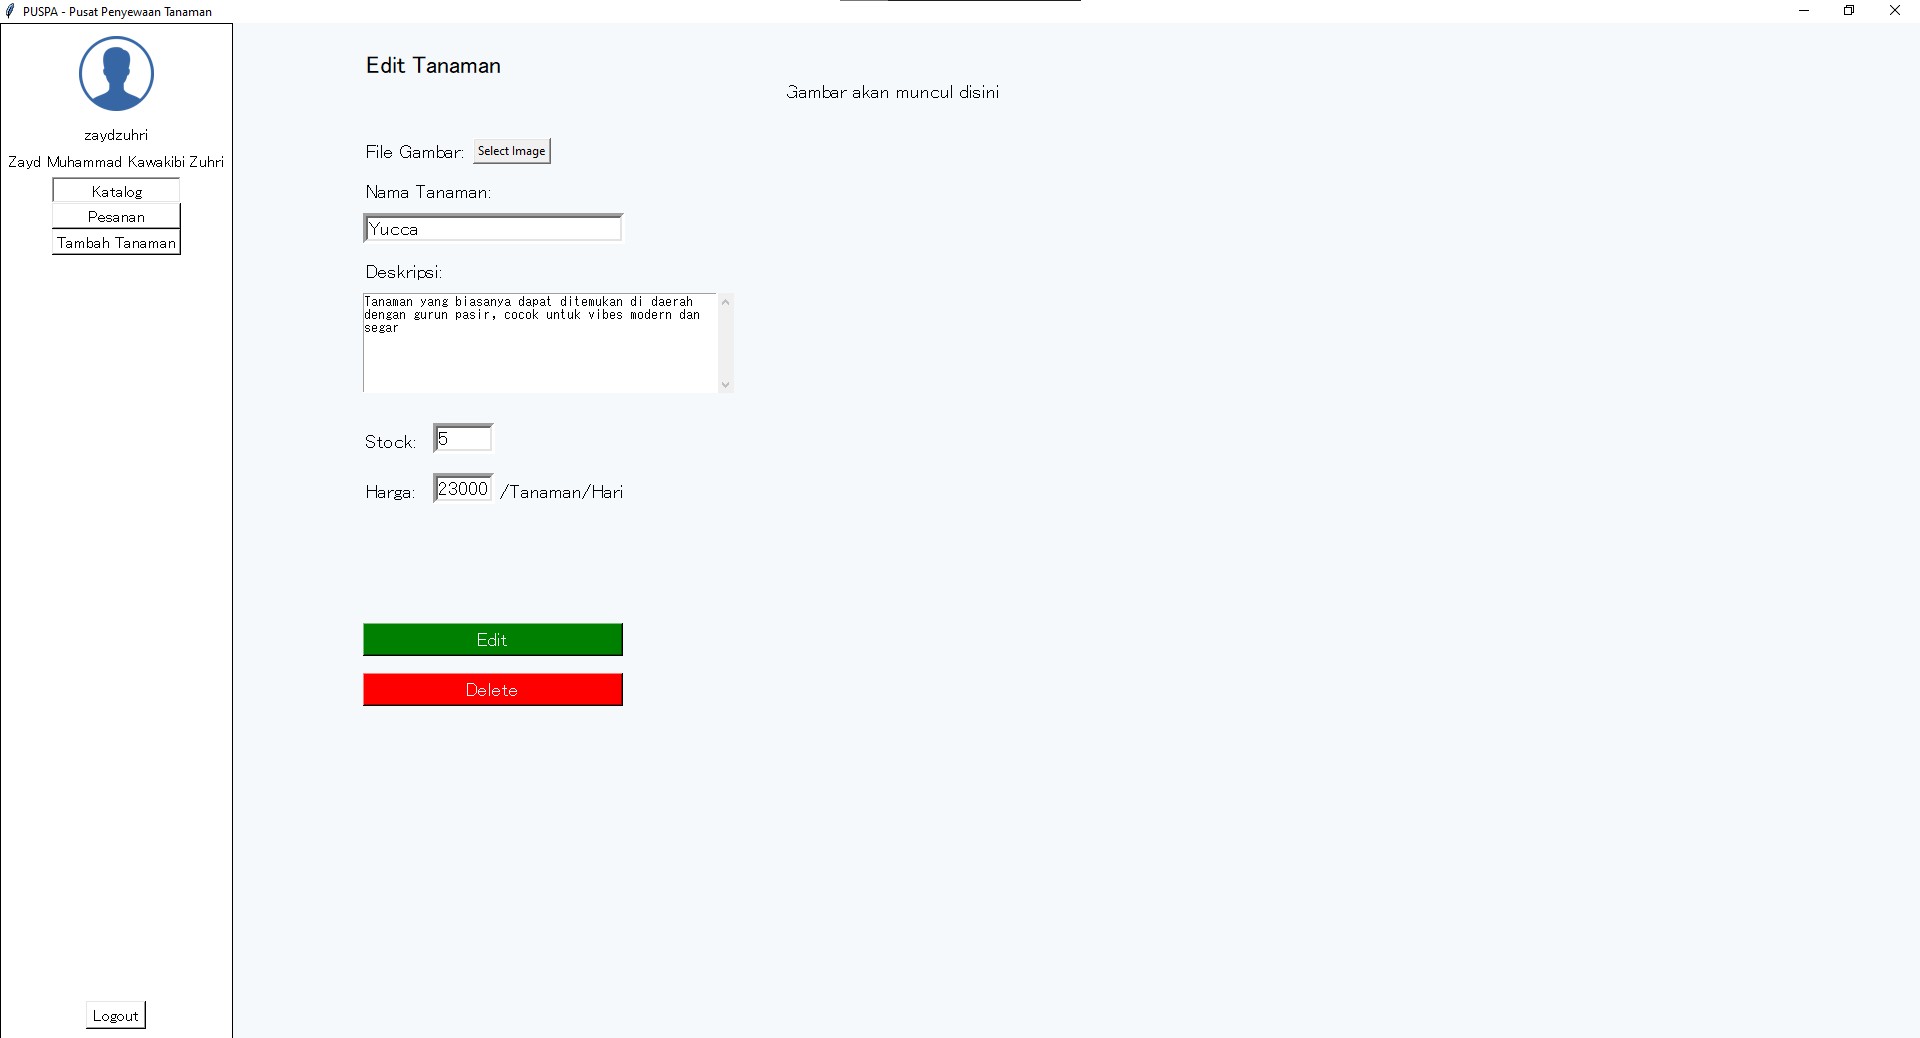 PUSPA - Pusat Penyewaan Tanaman
zaydzuhri
Zayd Muhammad Kawakibi Zuhri
Katalog
Pesanan
Tambah Tanaman
Logout
Edit Tanaman
Gambar akan muncul disini
File Gambar: Select Image
Nama Tanaman:
Yucca
Deskripsi:
Tanaman yang biasanya dapat ditemukan di daerah
dengan gurun pasir, cocok untuk vibes modern dan
segar
Stock: 5
Harga: 23000 /Tanaman/Hari
Edit
Delete